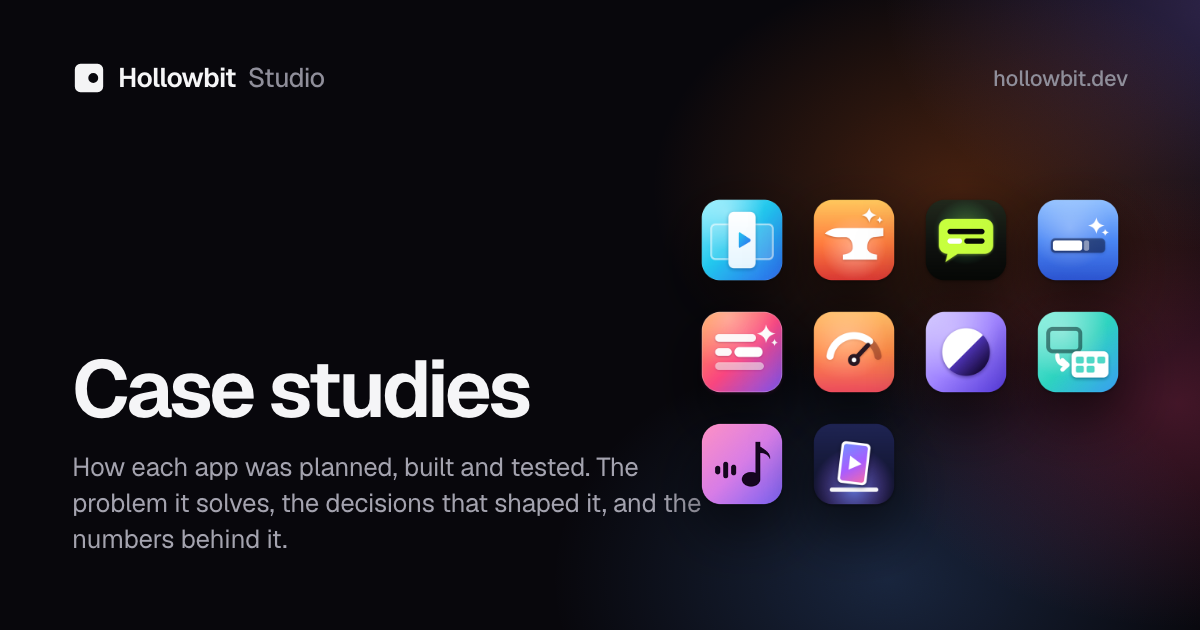 Hollowbit Studio
hollowbit.dev
Case studies
How each app was planned, built and tested. The
problem it solves, the decisions that shaped it, and the
numbers behind it.